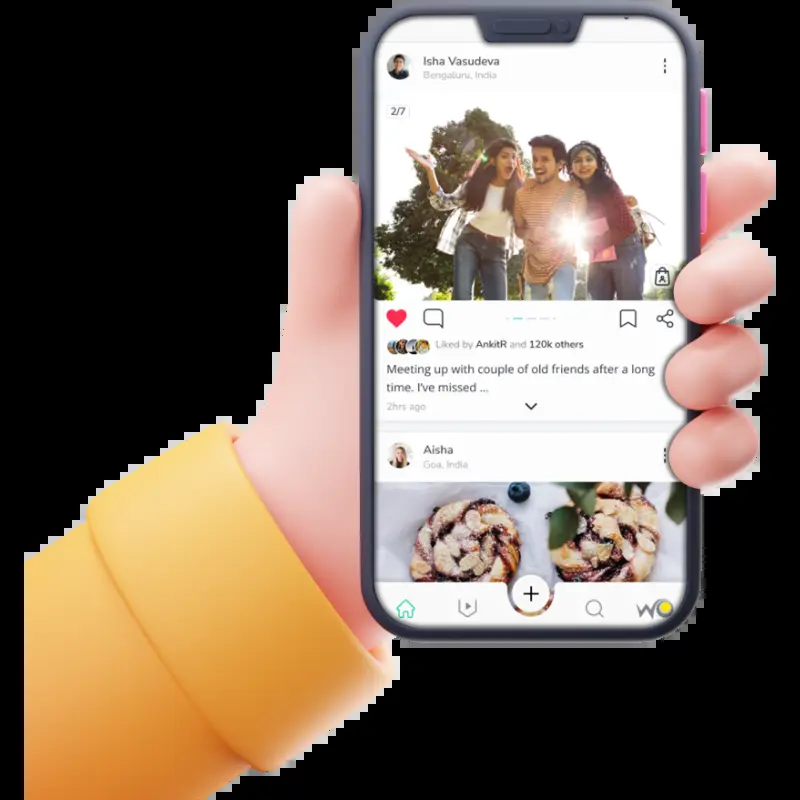 Isha Vasudeva
Bengaluru, India
2/7
Liked by AnkitR and 120k others
Meeting up with couple of old friends after a long
time. I've missed ...
2hrs ago
Aisha
Goa, India
WO